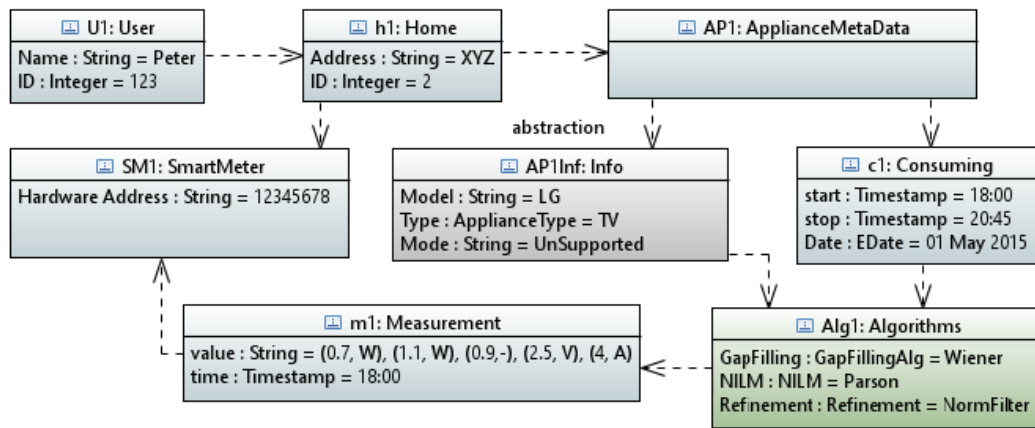 U1: User
Name : String = Peter
ID : Integer = 123
h1: Home
Address : String = XYZ
ID : Integer = 2
AP1: ApplianceMetaData
abstraction
SM1: SmartMeter
Hardware Address : String = 12345678
AP1Inf: Info
Model : String = LG
Type : ApplianceType = TV
Mode : String = UnSupported
c1: Consuming
start : Timestamp = 18:00
stop : Timestamp = 20:45
Date : EDate = 01 May 2015
m1: Measurement
value : String = (0.7, W), (1.1, W), (0.9,-), (2.5, V), (4, A)
time : Timestamp = 18:00
Alg1: Algorithms
GapFilling : GapFillingAlg = Wiener
NILM : NILM = Parson
Refinement : Refinement = NormFilter